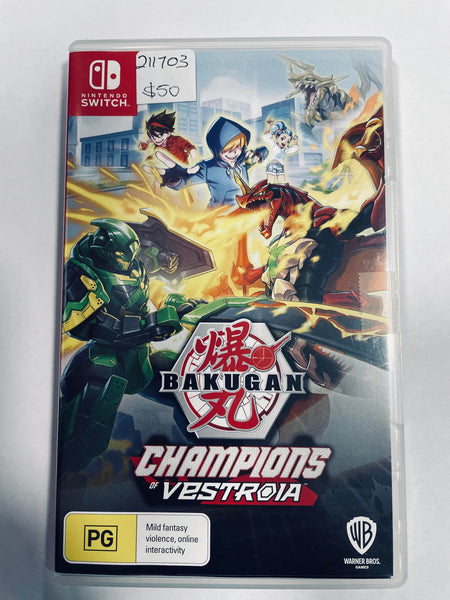 NINTENDO
SWITCH
211703
$50
爆
BAKUGAN
丸
CHAMPIONS
OF VESTROIA
PG
Mild fantasy
violence, online
interactivity
WB
WARNER BROS.
GAMES